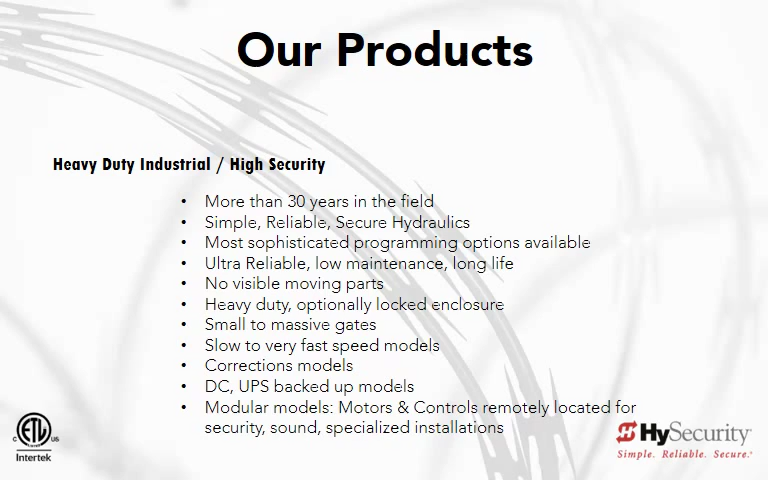 Our Products
Heavy Duty Industrial / High Security
• More than 30 years in the field
• Simple, Reliable, Secure Hydraulics
• Most sophisticated programming options available
• Ultra Reliable, low maintenance, long life
• No visible moving parts
• Heavy duty, optionally locked enclosure
• Small to massive gates
• Slow to very fast speed models
• Corrections models
• DC, UPS backed up models
• Modular models: Motors & Controls remotely located for
security, sound, specialized installations
C ETL US
LISTED
Intertek
HySecurity
Simple. Reliable. Secure.®